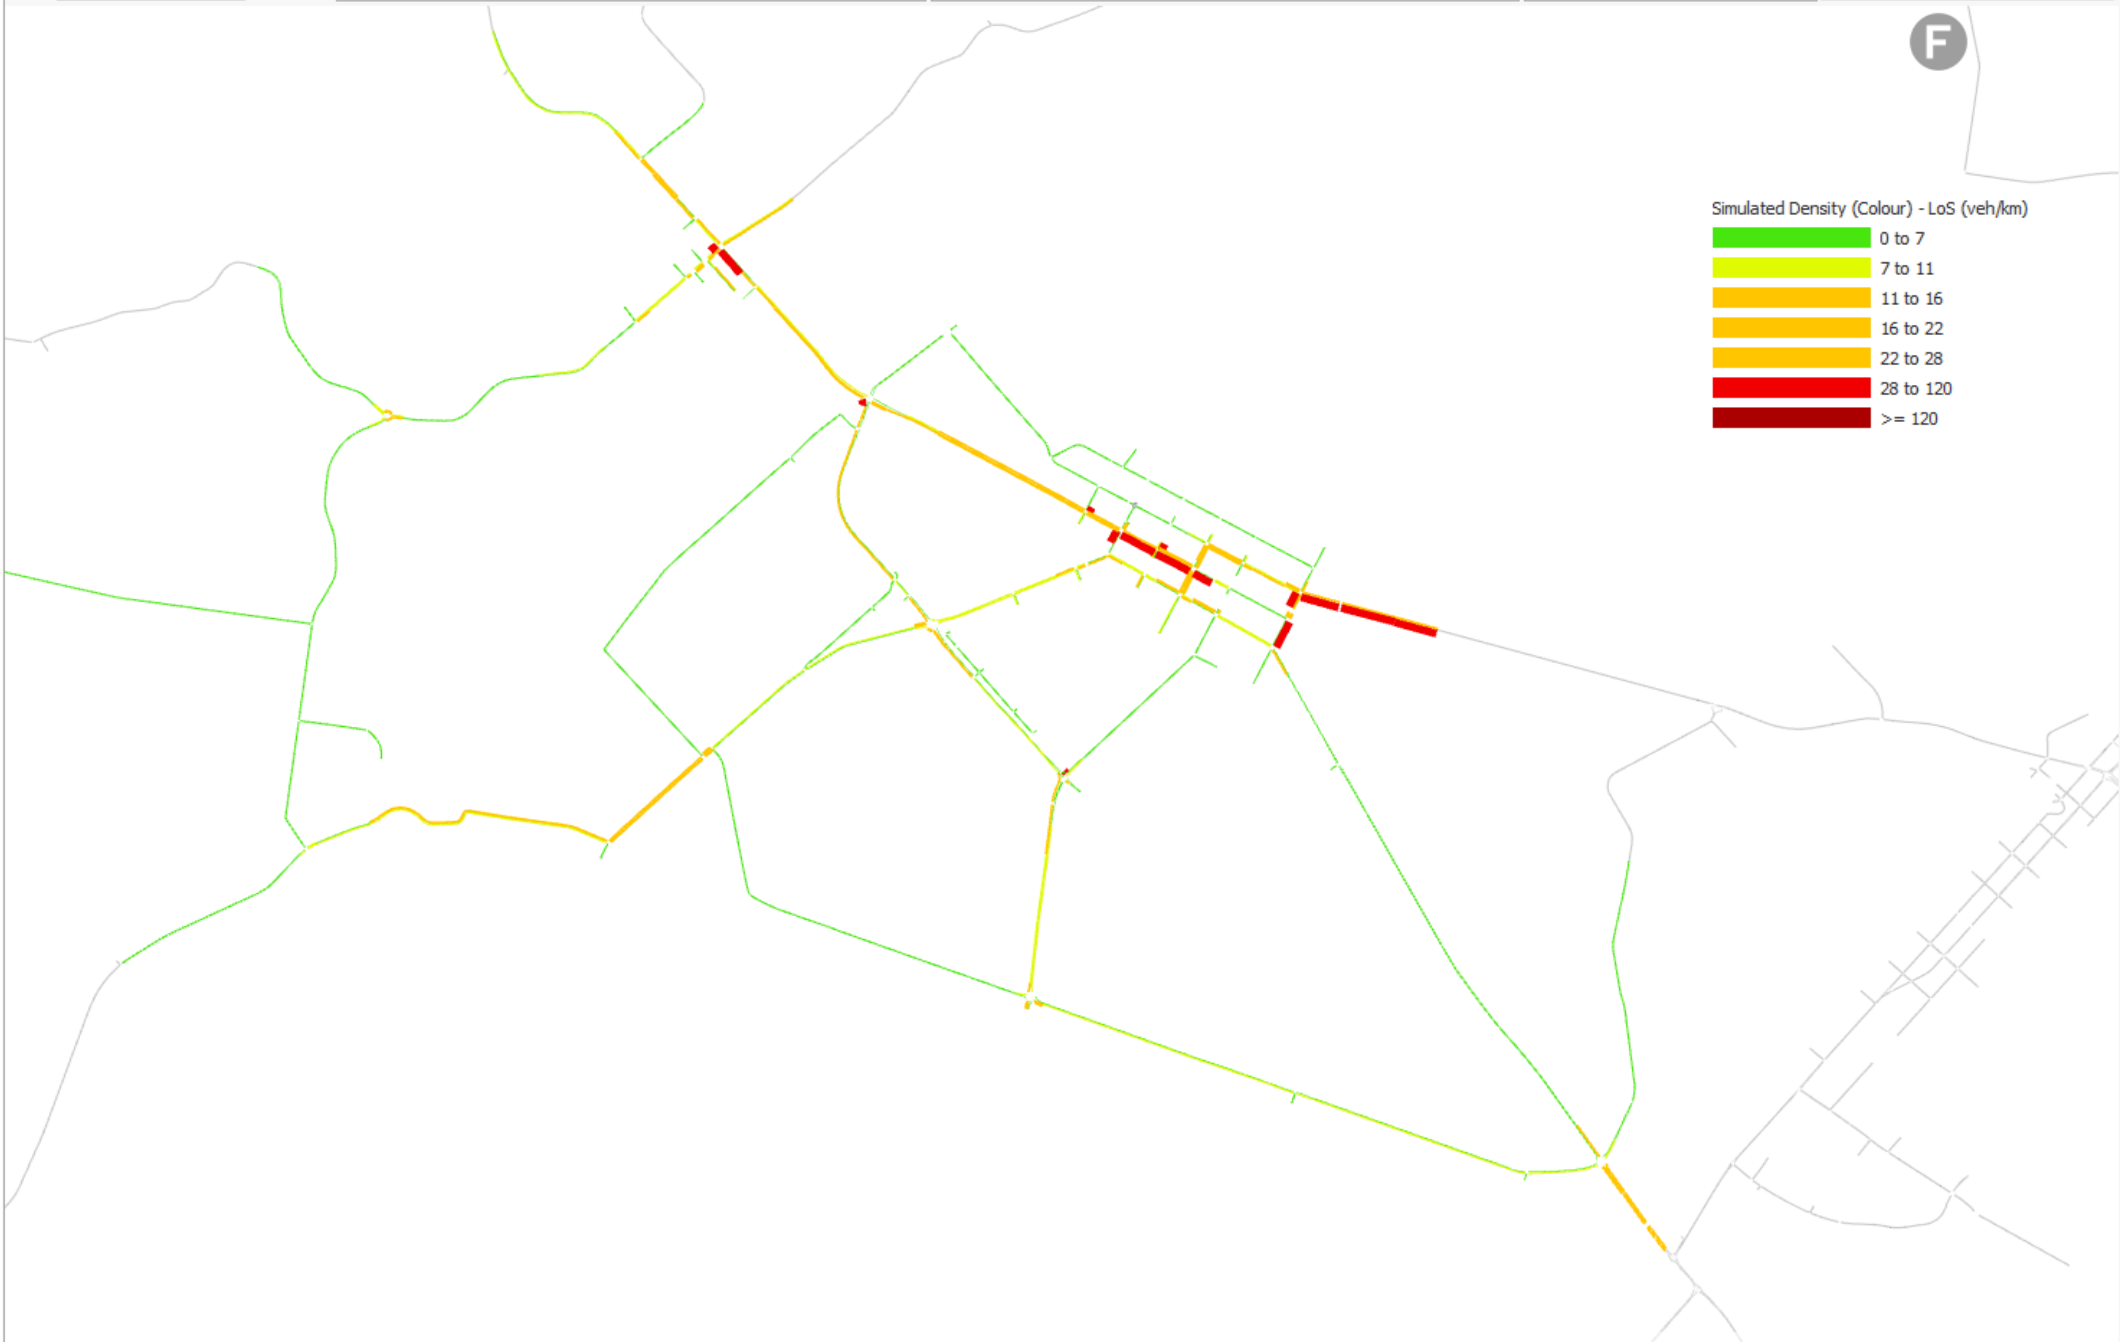 F
Simulated Density (Colour) - LoS (veh/km)
0 to 7
7 to 11
11 to 16
16 to 22
22 to 28
28 to 120
>= 120